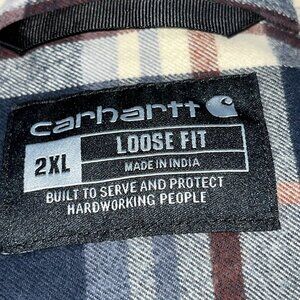 carhartt
2XL
LOOSE FIT
MADE IN INDIA
BUILT TO SERVE AND PROTECT
HARDWORKING PEOPLE